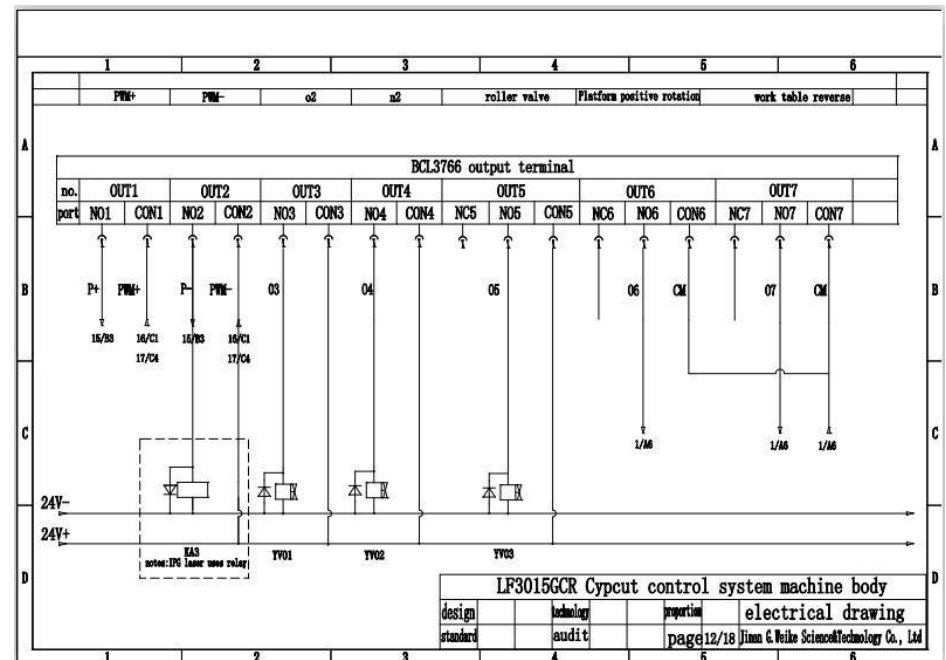 1 2 3 4 5 6
PWM+ PWM- o2 n2 roller valve Platform positive rotation work table reverse
A A
BCL3766 output terminal
no. OUT1 OUT2 OUT3 OUT4 OUT5 OUT6 OUT7
port NO1 CON1 NO2 CON2 NO3 CON3 NO4 CON4 NC5 NO5 CON5 NC6 NO6 CON6 NC7 NO7 CON7
B P+ PWM+ P- PWM- 03 04 05 06 CM 07 CM B
15/B3 16/C1 15/B3 16/C1
17/C4 17/C4
C C
1/A6 1/A6 1/A6
24V-
24V+
KA3 YV01 YV02 YV03
notes:IPG laser uses relay
D D
LF3015GCR Cypcut control system machine body
design technology proportion electrical drawing
standard audit page 12/18 Jinan G.Weike Science&Technology Co., Ltd
1 2 3 4 5 6